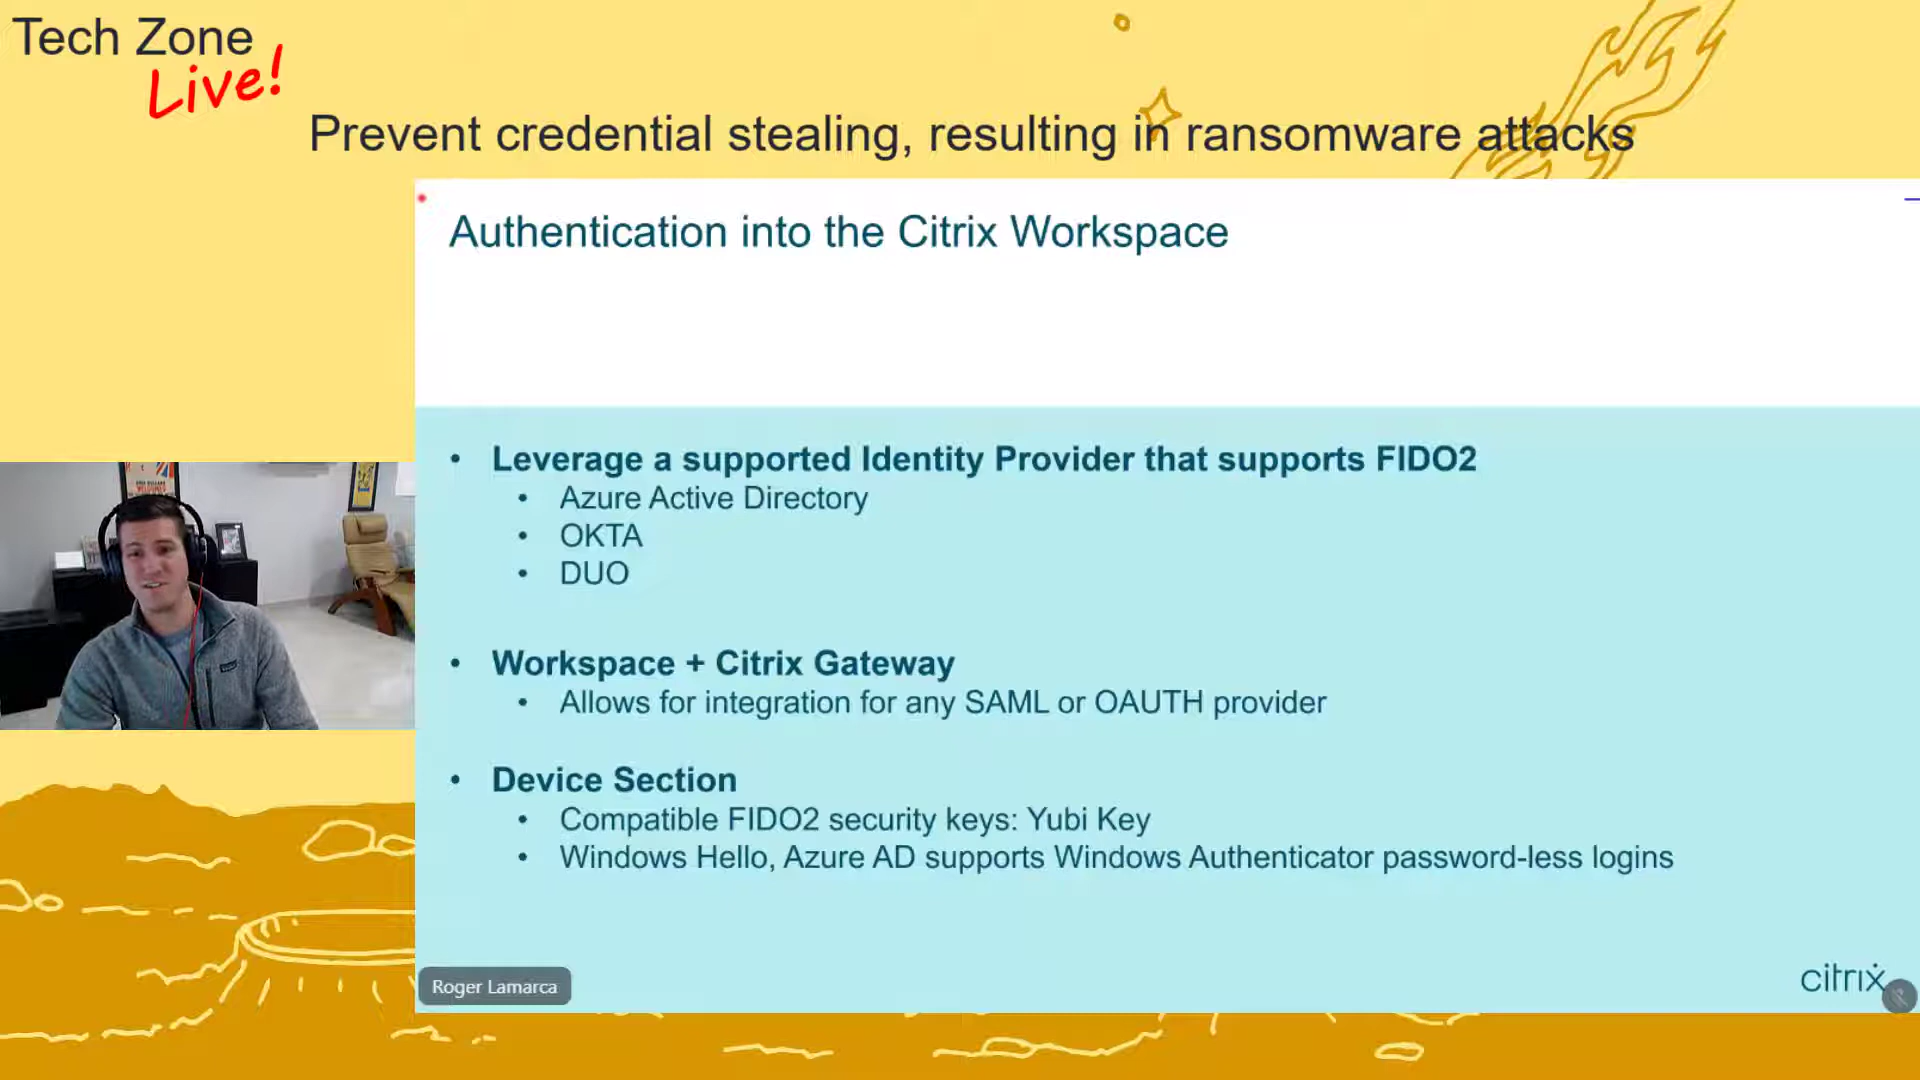 Tech Zone
Live!
Prevent credential stealing, resulting in ransomware attacks
Authentication into the Citrix Workspace
• Leverage a supported Identity Provider that supports FIDO2
• Azure Active Directory
• OKTA
• DUO
• Workspace + Citrix Gateway
• Allows for integration for any SAML or OAUTH provider
• Device Section
• Compatible FIDO2 security keys: Yubi Key
• Windows Hello, Azure AD supports Windows Authenticator password-less logins
Roger Lamarca
citrix